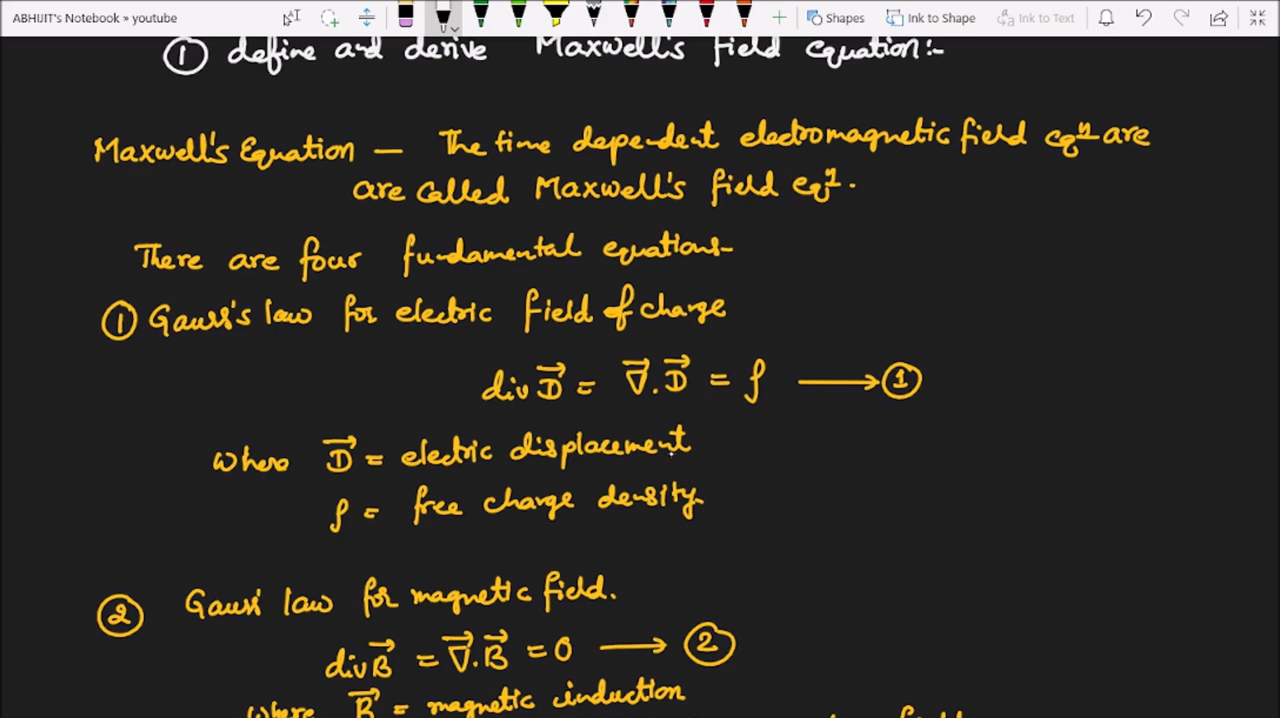 ABHIJIT's Notebook » youtube
Shapes Ink to Shape Ink to Text
① define and derive Maxwell's field equation:-
Maxwell's Equation — The time dependent electromagnetic field eqⁿ are
are called Maxwell's field eqⁿ.
There are four fundamental equations-
① Gauss's law for electric field of charge
div D⃗ = ∇⃗. D⃗ = ρ ⟶ ①
where D⃗ = electric displacement
ρ = free charge density.
② Gauss' law for magnetic field.
div B⃗ = ∇⃗. B⃗ = 0 ⟶ ②
where B⃗ = magnetic induction